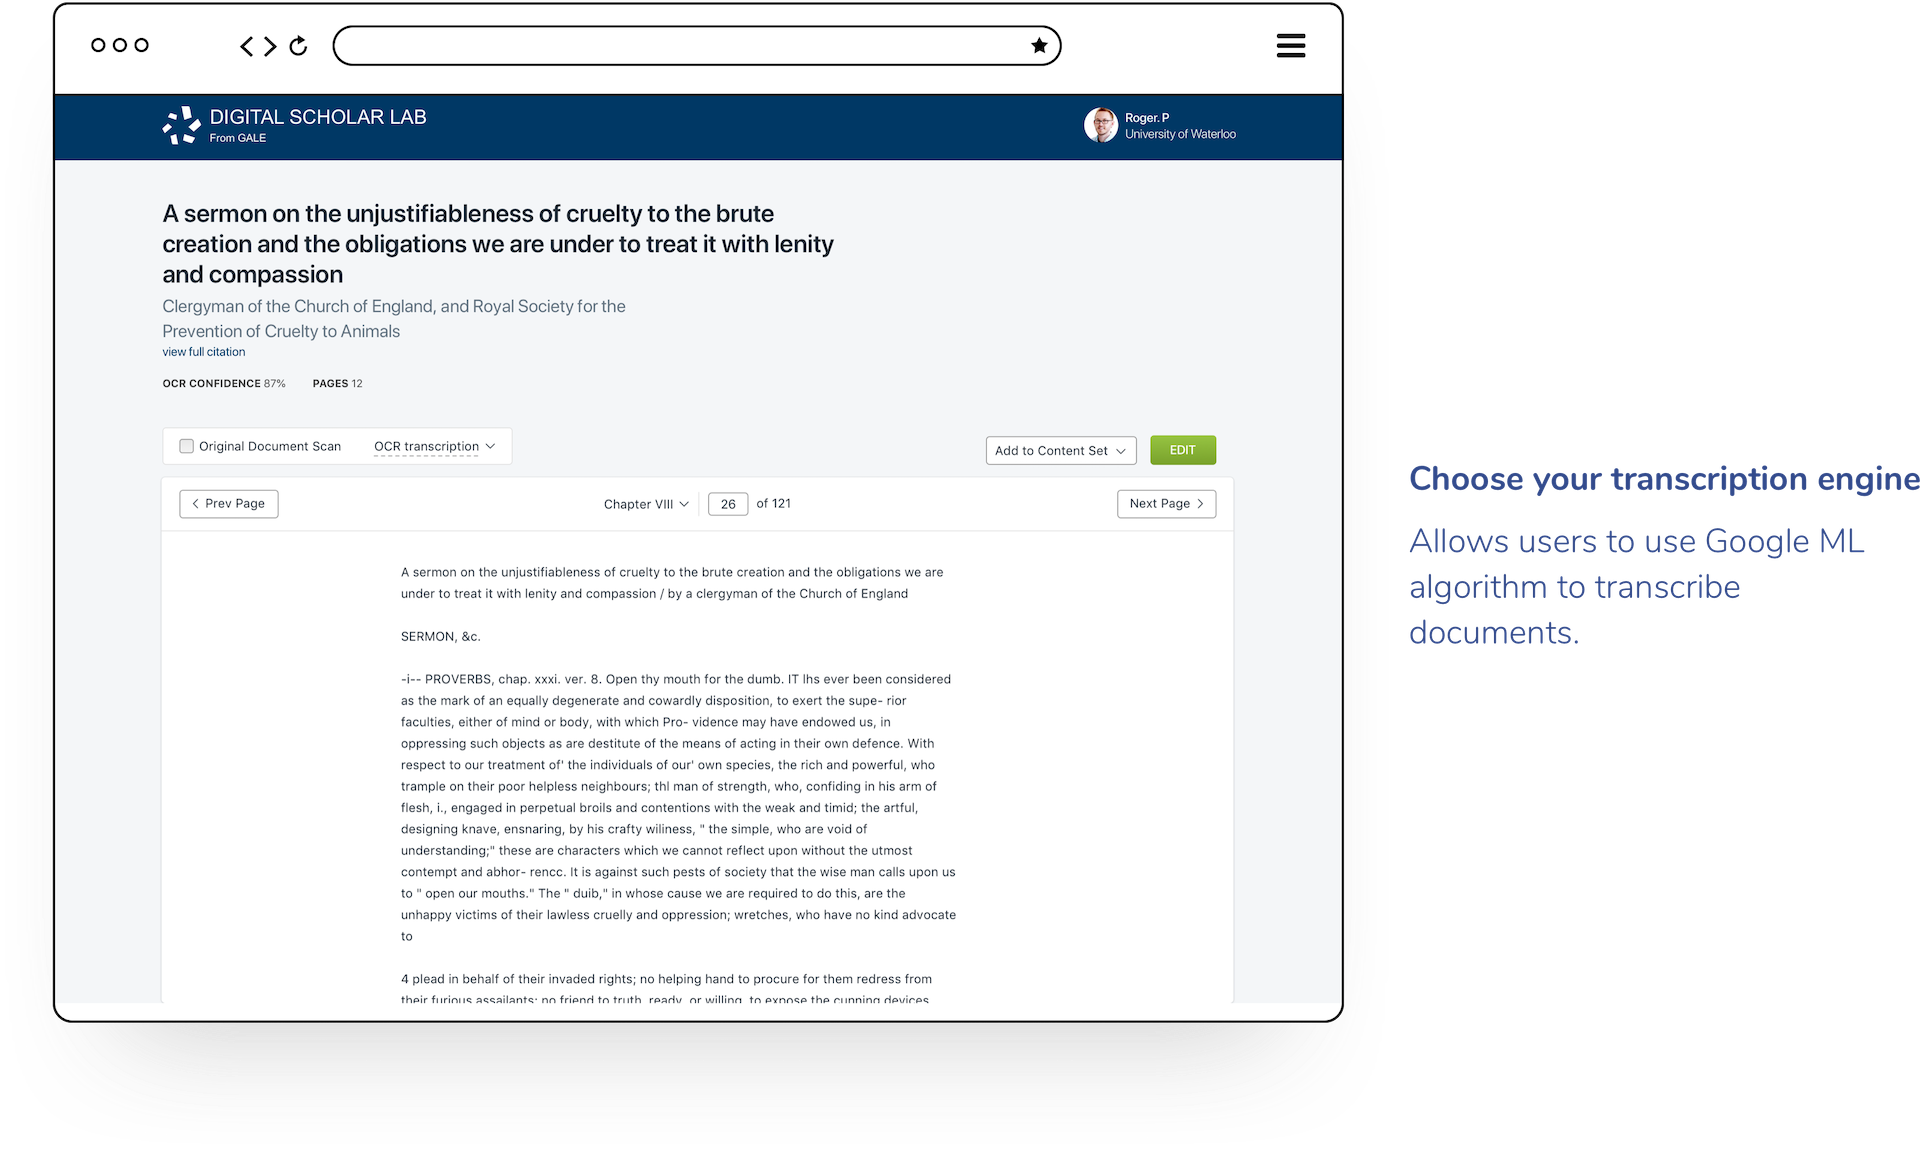 DIGITAL SCHOLAR LAB
From GALE
Roger. P
University of Waterloo
A sermon on the unjustifiableness of cruelty to the brute
creation and the obligations we are under to treat it with lenity
and compassion
Clergyman of the Church of England, and Royal Society for the
Prevention of Cruelty to Animals
view full citation
OCR CONFIDENCE 87% PAGES 12
Original Document Scan OCR transcription
Add to Content Set EDIT
Prev Page Chapter VIII 26 of 121 Next Page
A sermon on the unjustifiableness of cruelty to the brute creation and the obligations we are
under to treat it with lenity and compassion / by a clergyman of the Church of England
SERMON, &c.
-i-- PROVERBS, chap. xxxi. ver. 8. Open thy mouth for the dumb. IT lhs ever been considered
as the mark of an equally degenerate and cowardly disposition, to exert the supe- rior
faculties, either of mind or body, with which Pro- vidence may have endowed us, in
oppressing such objects as are destitute of the means of acting in their own defence. With
respect to our treatment of' the individuals of our' own species, the rich and powerful, who
trample on their poor helpless neighbours; thl man of strength, who, confiding in his arm of
flesh, i., engaged in perpetual broils and contentions with the weak and timid; the artful,
designing knave, ensnaring, by his crafty wiliness, " the simple, who are void of
understanding;" these are characters which we cannot reflect upon without the utmost
contempt and abhor- rencc. It is against such pests of society that the wise man calls upon us
to " open our mouths." The " duib," in whose cause we are required to do this, are the
unhappy victims of their lawless cruelly and oppression; wretches, who have no kind advocate
to
4 plead in behalf of their invaded rights; no helping hand to procure for them redress from
their furious assailants; no friend to truth, ready, or willing, to expose the cunning devices
Choose your transcription engine
Allows users to use Google ML
algorithm to transcribe
documents.